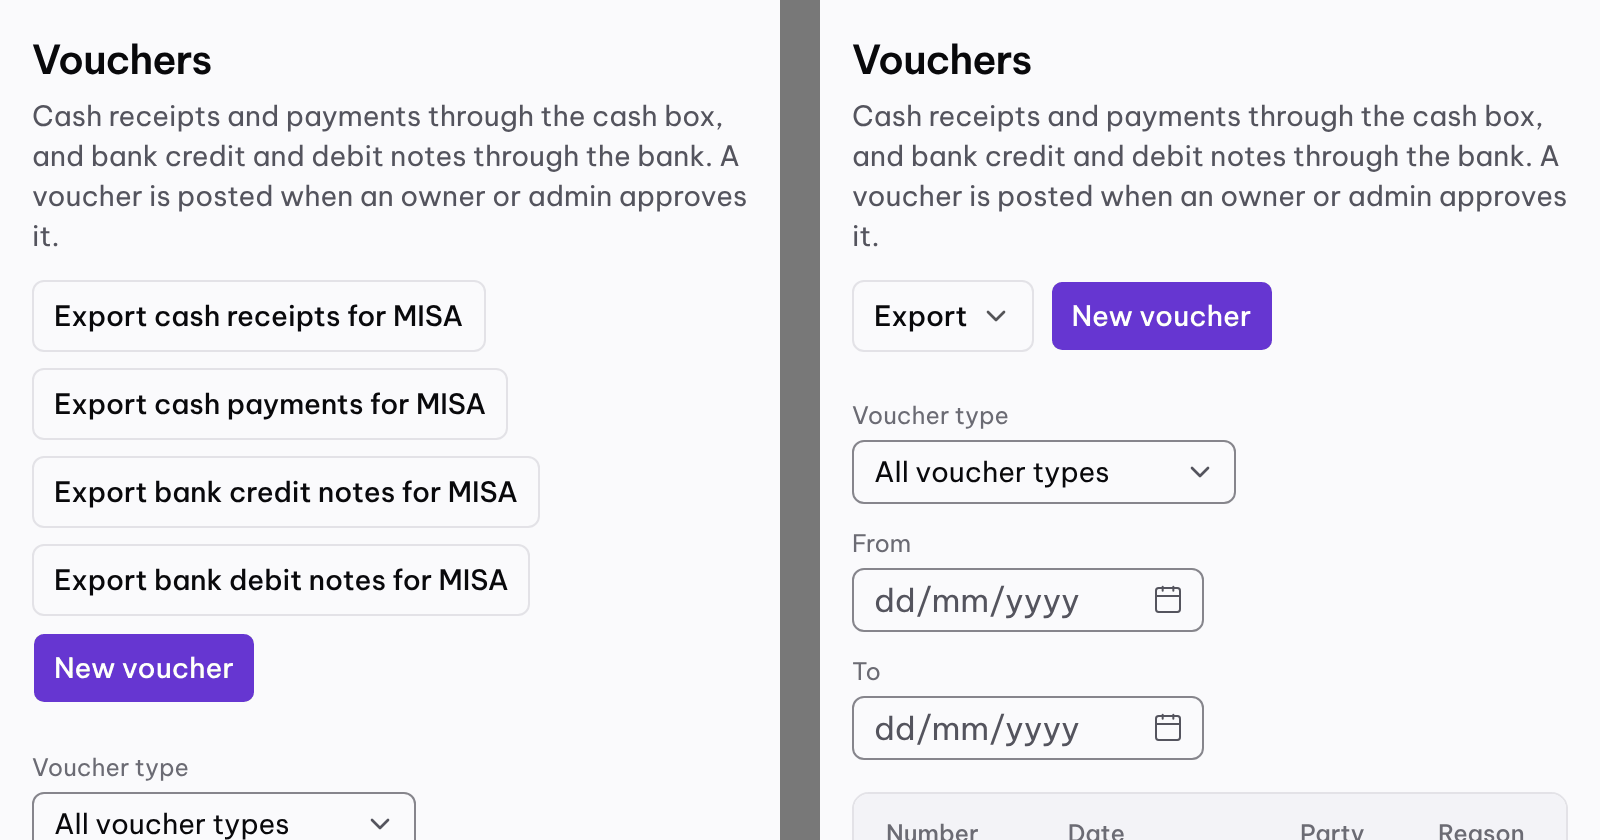 Vouchers
Cash receipts and payments through the cash box,
and bank credit and debit notes through the bank. A
voucher is posted when an owner or admin approves
it.
Export cash receipts for MISA
Export cash payments for MISA
Export bank credit notes for MISA
Export bank debit notes for MISA
New voucher
Voucher type
All voucher types
Vouchers
Cash receipts and payments through the cash box,
and bank credit and debit notes through the bank. A
voucher is posted when an owner or admin approves
it.
Export New voucher
Voucher type
All voucher types
From
dd/mm/yyyy
To
dd/mm/yyyy
Number Date Party Reason